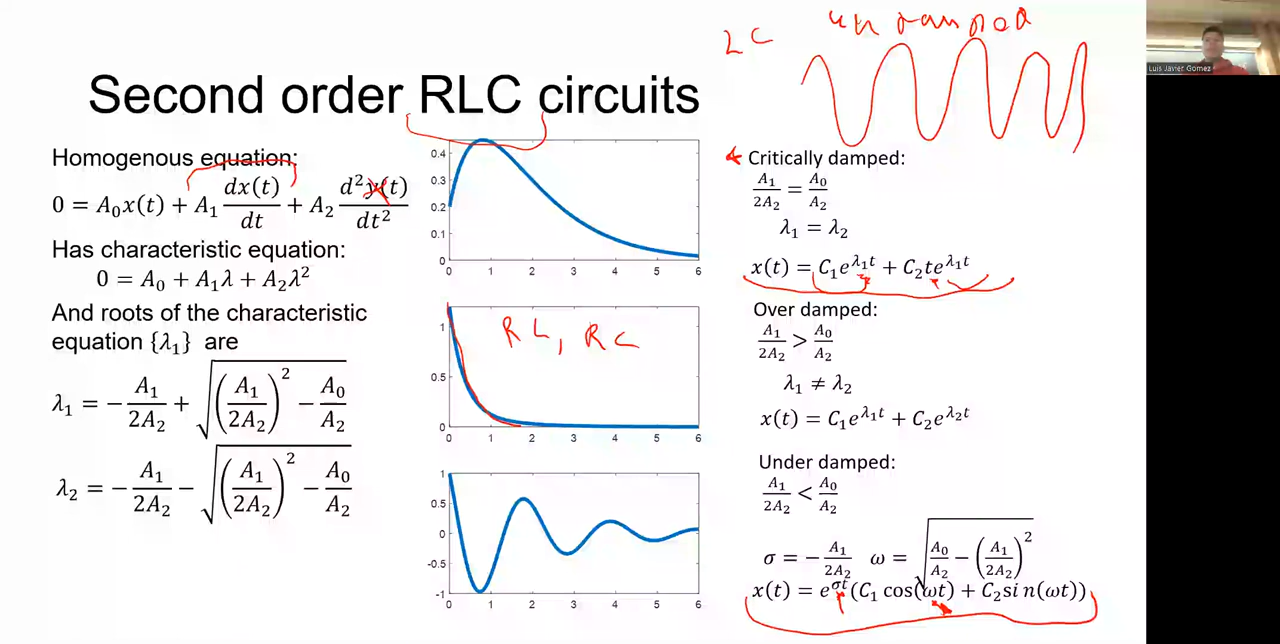 LC undamped
Second order RLC circuits
Luis Javier Gomez
Homogenous equation:
0 = A₀x(t) + A₁ dx(t)/dt + A₂ d²x(t)/dt²
Has characteristic equation:
0 = A₀ + A₁λ + A₂λ²
And roots of the characteristic
equation {λ₁} are
λ₁ = −A₁/2A₂ + √((A₁/2A₂)² − A₀/A₂)
λ₂ = −A₁/2A₂ − √((A₁/2A₂)² − A₀/A₂)
0.4
0.3
0.2
0.1
0
0 1 2 3 4 5 6
RL, RC
1
0.5
0
0 1 2 3 4 5 6
1
0.5
0
-0.5
-1
0 1 2 3 4 5 6
Critically damped:
A₁/2A₂ = A₀/A₂
λ₁ = λ₂
x(t) = C₁e^{λ₁t} + C₂te^{λ₁t}
Over damped:
A₁/2A₂ > A₀/A₂
λ₁ ≠ λ₂
x(t) = C₁e^{λ₁t} + C₂e^{λ₂t}
Under damped:
A₁/2A₂ < A₀/A₂
σ = −A₁/2A₂ ω = √(A₀/A₂ − (A₁/2A₂)²)
x(t) = e^{σt}(C₁ cos(ωt) + C₂si n(ωt))